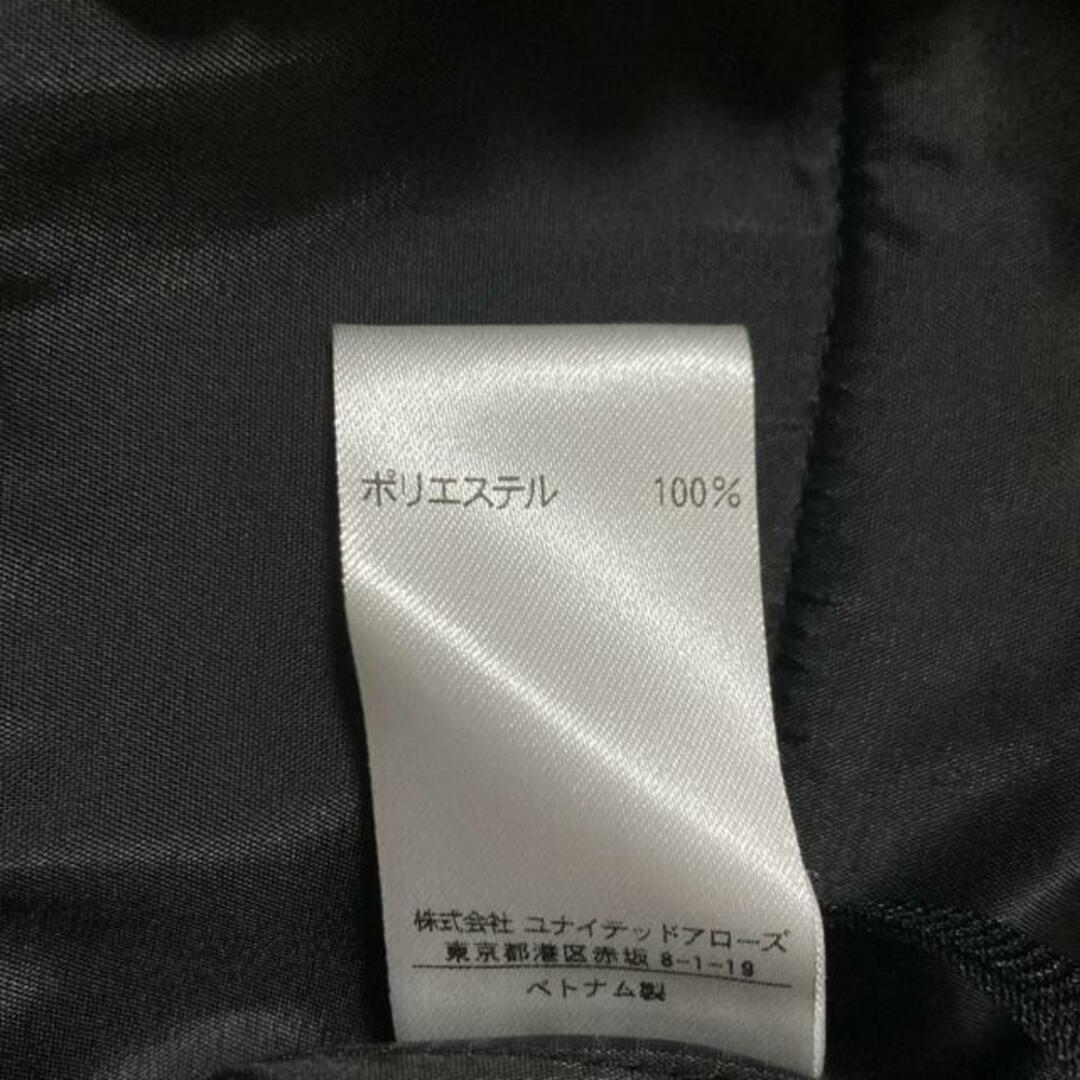 ポリエステル 100%
株式会社 ユナイテッドアローズ
東京都港区赤坂 8-1-19
ベトナム製